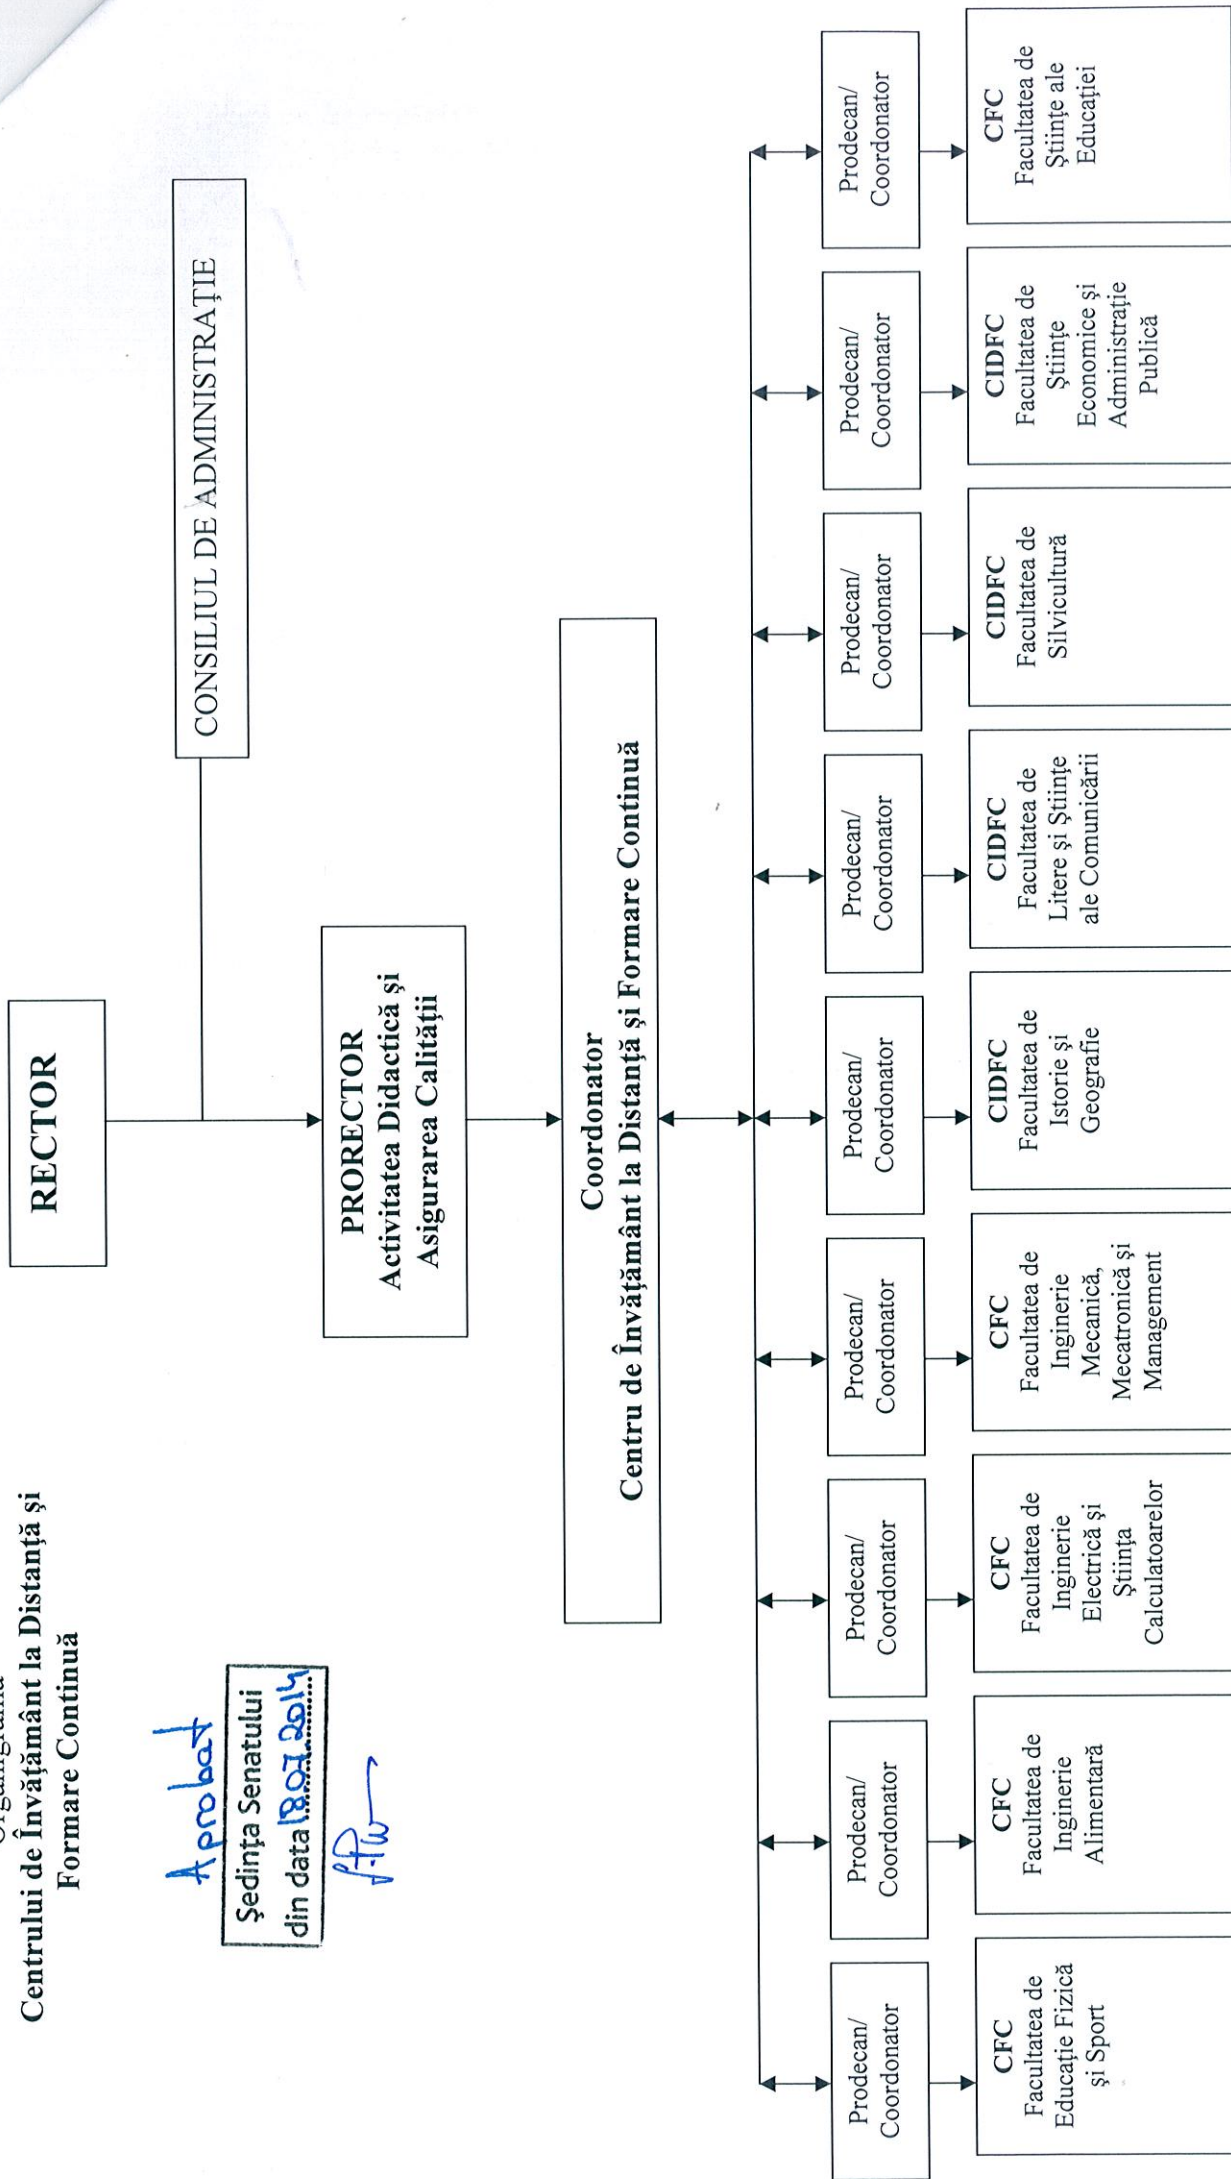 Organigrama
Centrului de Învățământ la Distanță și
Formare Continuă
Aprobat
Ședința Senatului
din data 18.07.2014
RECTOR
CONSILIUL DE ADMINISTRAȚIE
PRORECTOR
Activitatea Didactică și
Asigurarea Calității
Coordonator
Centru de Învățământ la Distanță și Formare Continuă
Prodecan/
Coordonator
Prodecan/
Coordonator
Prodecan/
Coordonator
Prodecan/
Coordonator
Prodecan/
Coordonator
Prodecan/
Coordonator
Prodecan/
Coordonator
Prodecan/
Coordonator
Prodecan/
Coordonator
CFC
Facultatea de
Educație Fizică
și Sport
CFC
Facultatea de
Inginerie
Alimentară
CFC
Facultatea de
Inginerie
Electrică și
Știința
Calculatoarelor
CFC
Facultatea de
Inginerie
Mecanică,
Mecatronică și
Management
CIDFC
Facultatea de
Istorie și
Geografie
CIDFC
Facultatea de
Litere și Științe
ale Comunicării
CIDFC
Facultatea de
Silvicultură
CIDFC
Facultatea de
Științe
Economice și
Administrație
Publică
CFC
Facultatea de
Științe ale
Educației